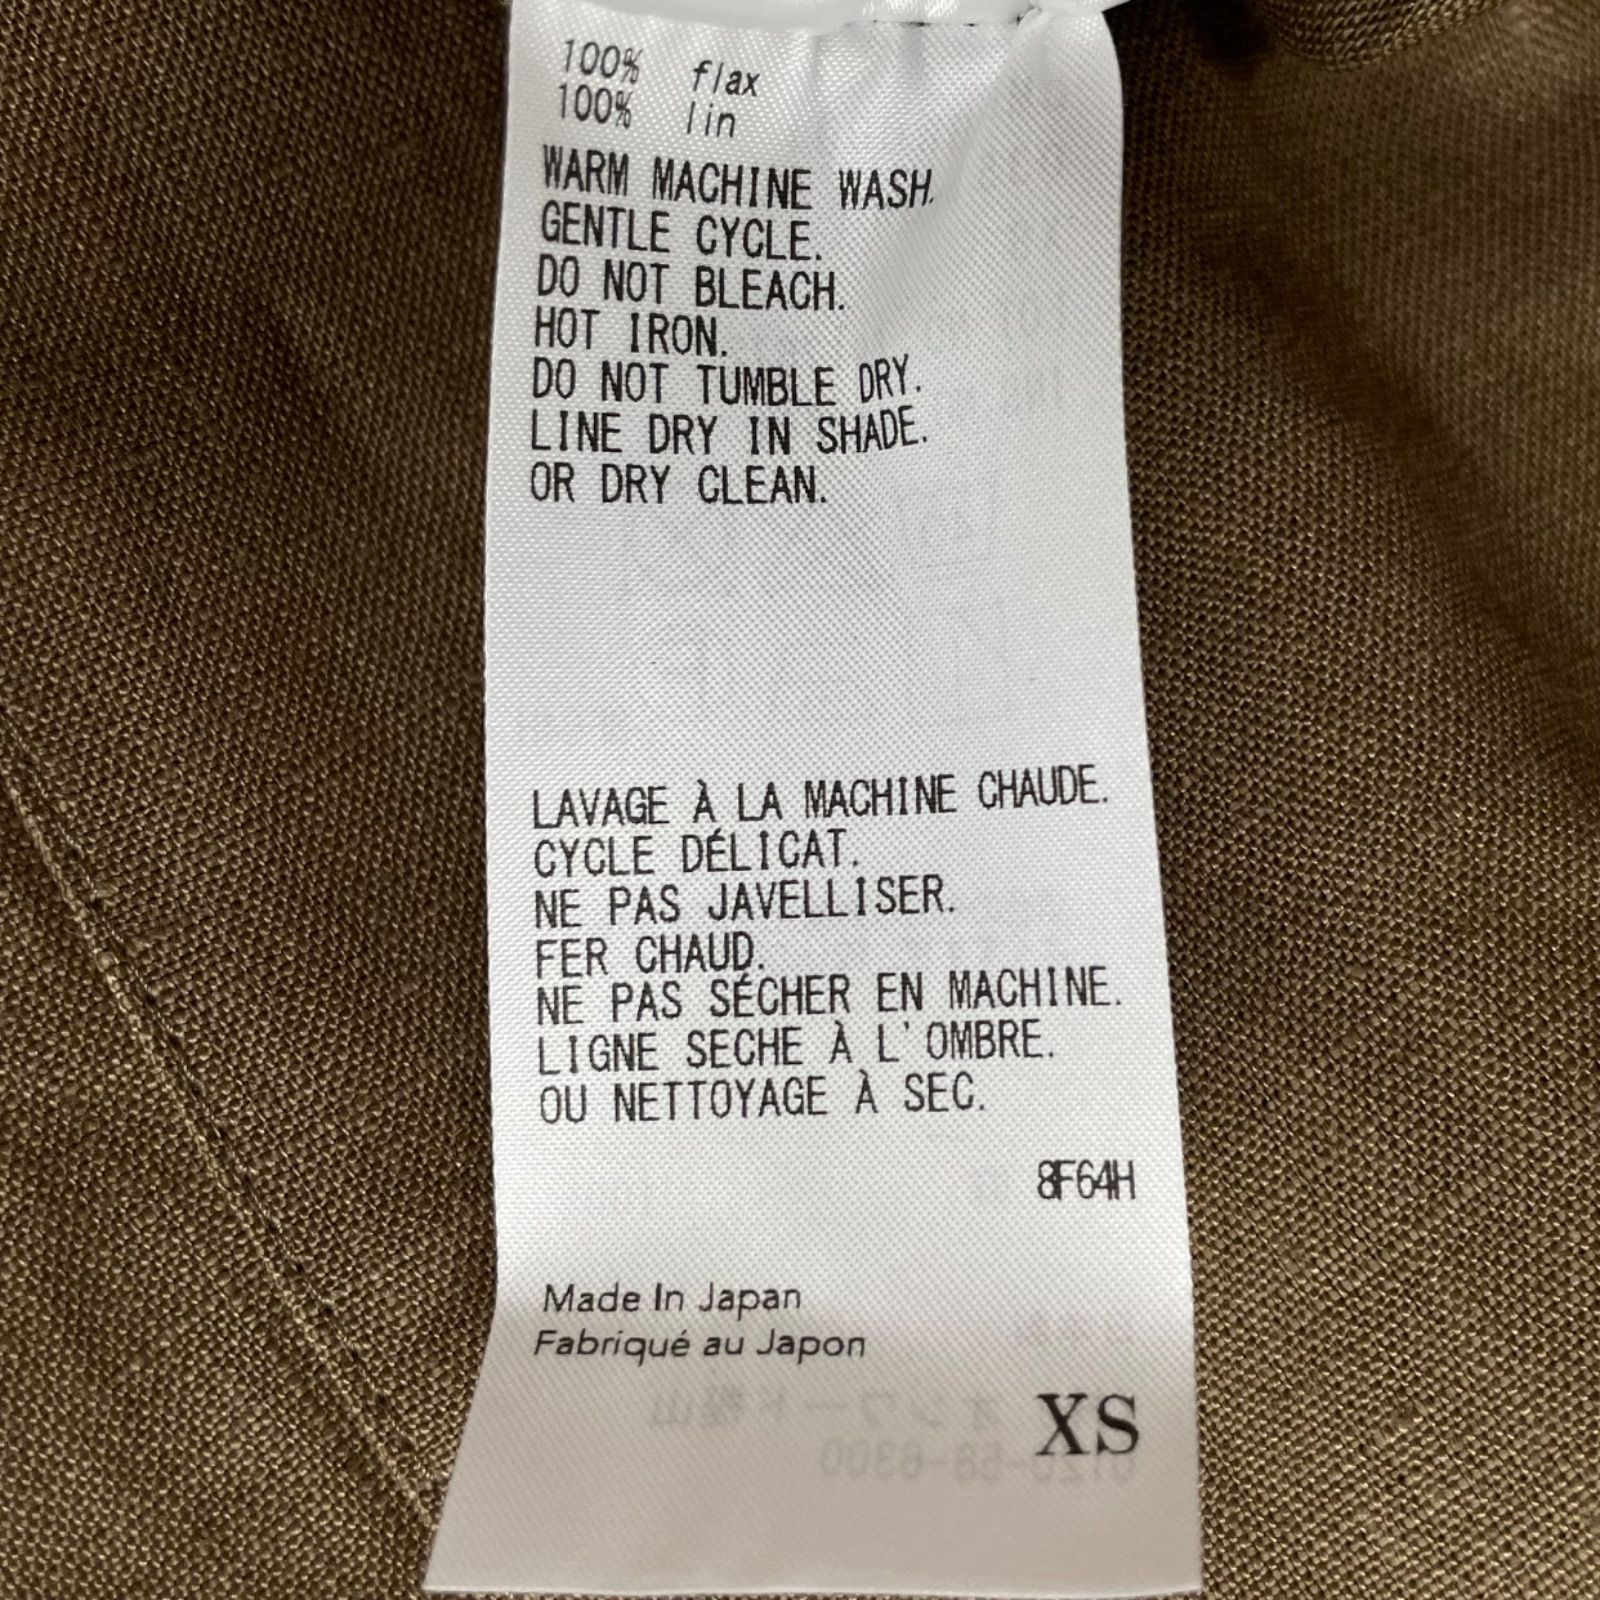 100% flax
100% lin
WARM MACHINE WASH.
GENTLE CYCLE.
DO NOT BLEACH.
HOT IRON.
DO NOT TUMBLE DRY.
LINE DRY IN SHADE.
OR DRY CLEAN.
LAVAGE À LA MACHINE CHAUDE.
CYCLE DÉLICAT.
NE PAS JAVELLISER.
FER CHAUD.
NE PAS SÉCHER EN MACHINE.
LIGNE SECHE À L'OMBRE.
OU NETTOYAGE À SEC.
8F64H
Made In Japan
Fabriqué au Japon
XS